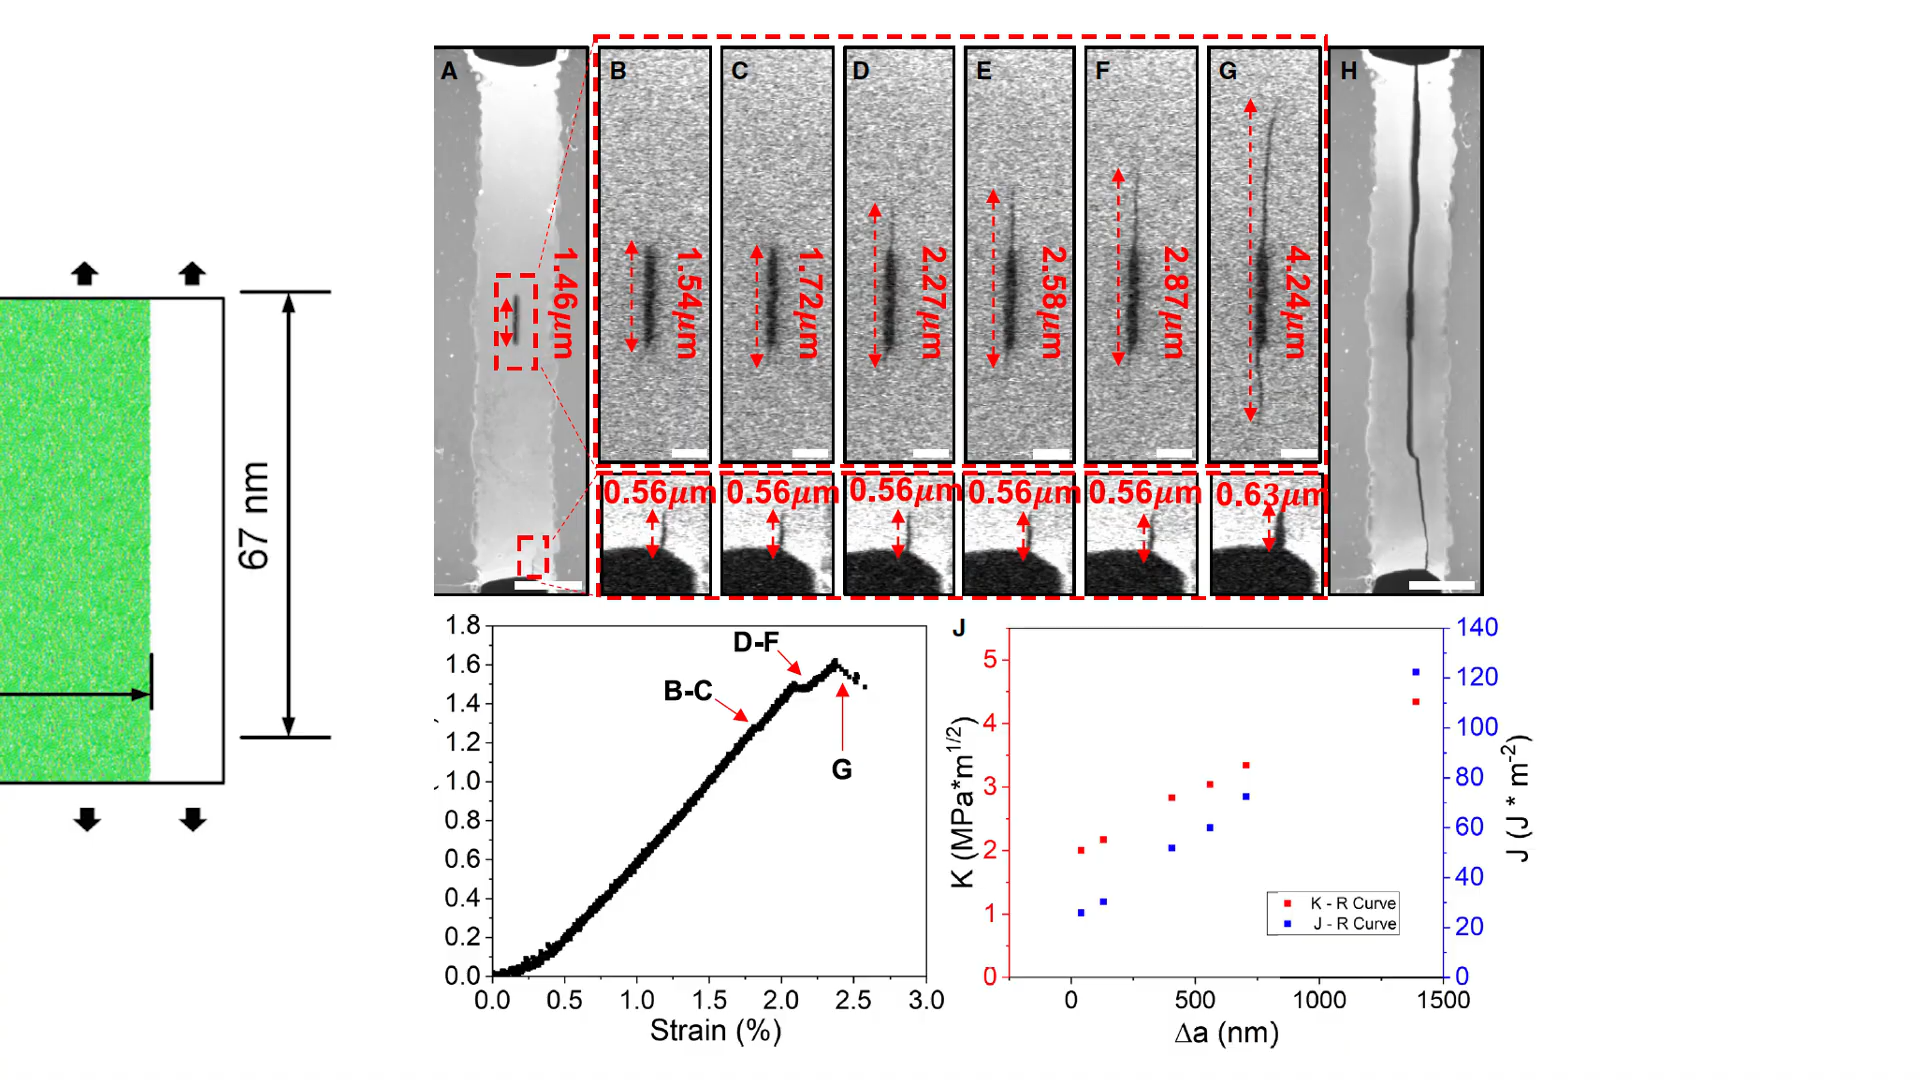 67 nm
A
1.46μm
B
1.54μm
C
1.72μm
D
2.27μm
E
2.58μm
F
2.87μm
G
4.24μm
H
0.56μm
0.56μm
0.56μm
0.56μm
0.56μm
0.63μm
1.8
1.6
1.4
1.2
1.0
0.8
0.6
0.4
0.2
0.0
D-F
B-C
G
0.0 0.5 1.0 1.5 2.0 2.5 3.0
Strain (%)
J
K (MPa*m1/2)
5
4
3
2
1
0
140
120
100
80
60
40
20
0
J (J * m-2)
K - R Curve
J - R Curve
0 500 1000 1500
Δa (nm)